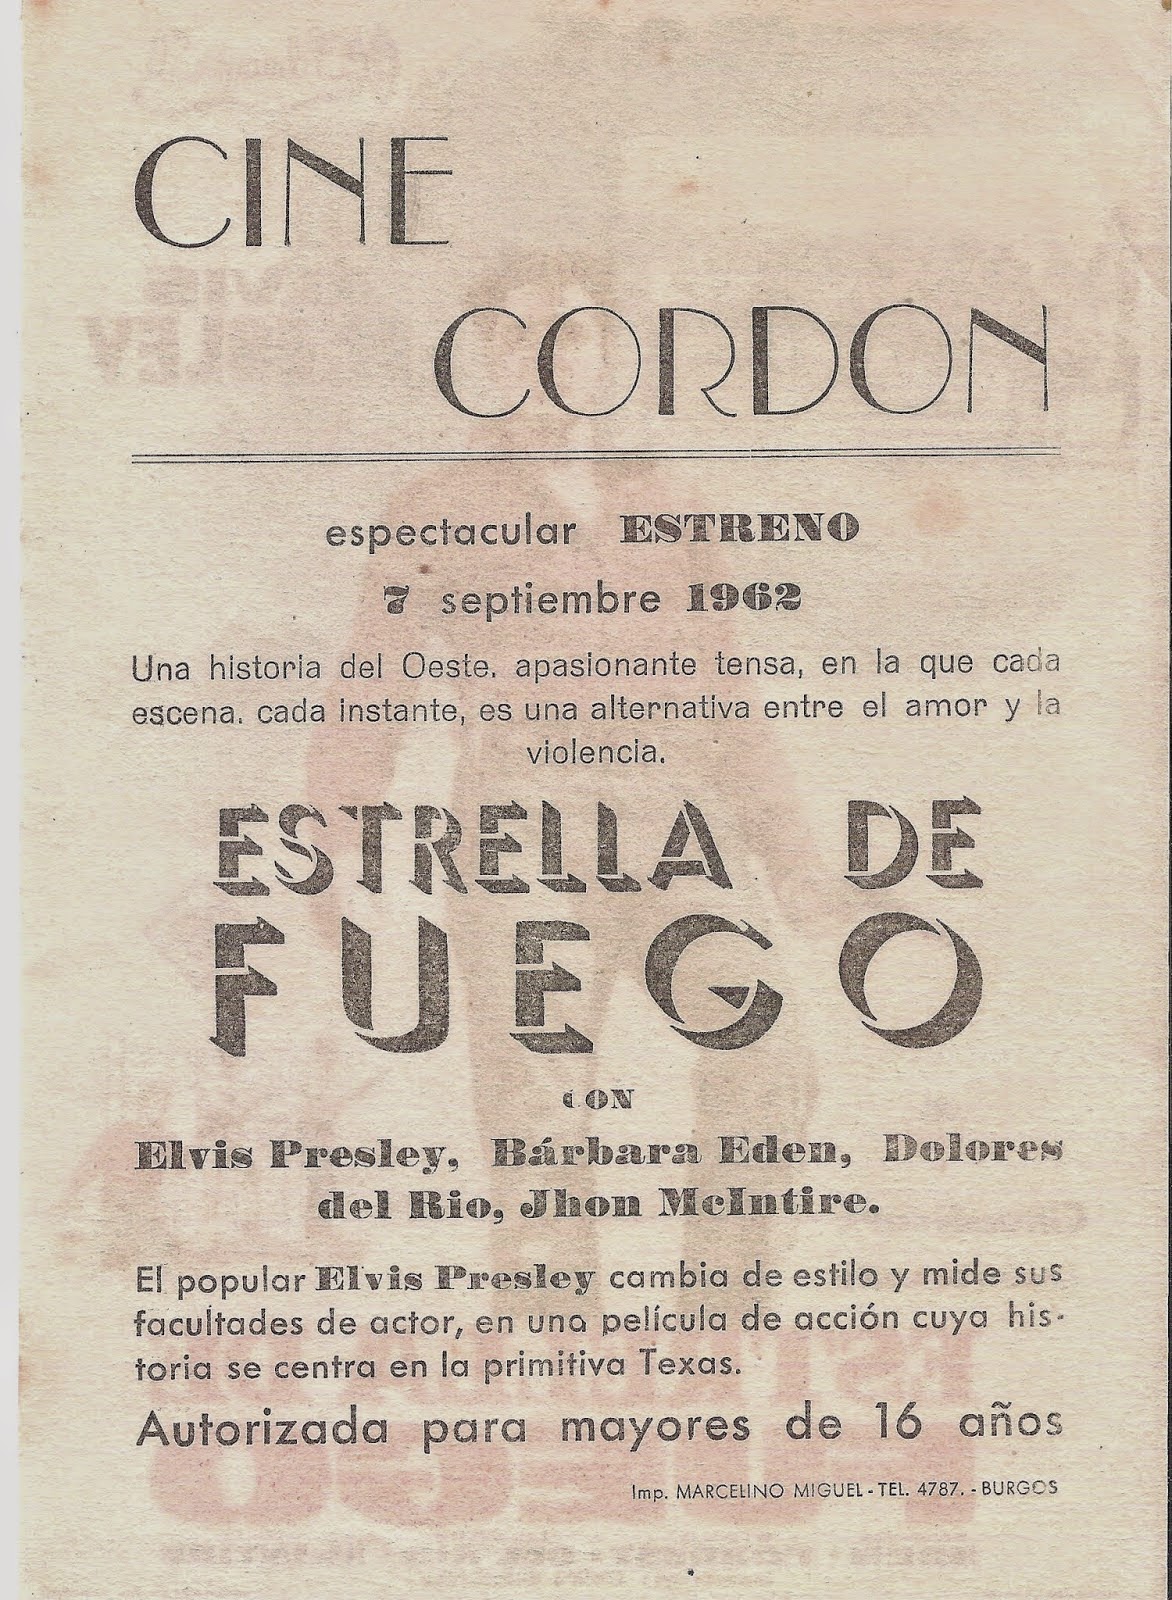 CINE
CORDON
espectacular ESTRENO
7 septiembre 1962
Una historia del Oeste. apasionante tensa, en la que cada
escena. cada instante, es una alternativa entre el amor y la
violencia.
ESTRELLA DE
FUEGO
CON
Elvis Presley, Bárbara Eden, Dolores
del Rio, Jhon McIntire.
El popular Elvis Presley cambia de estilo y mide sus
facultades de actor, en una película de acción cuya his-
toria se centra en la primitiva Texas.
Autorizada para mayores de 16 años
Imp. MARCELINO MIGUEL - TEL. 4787. - BURGOS